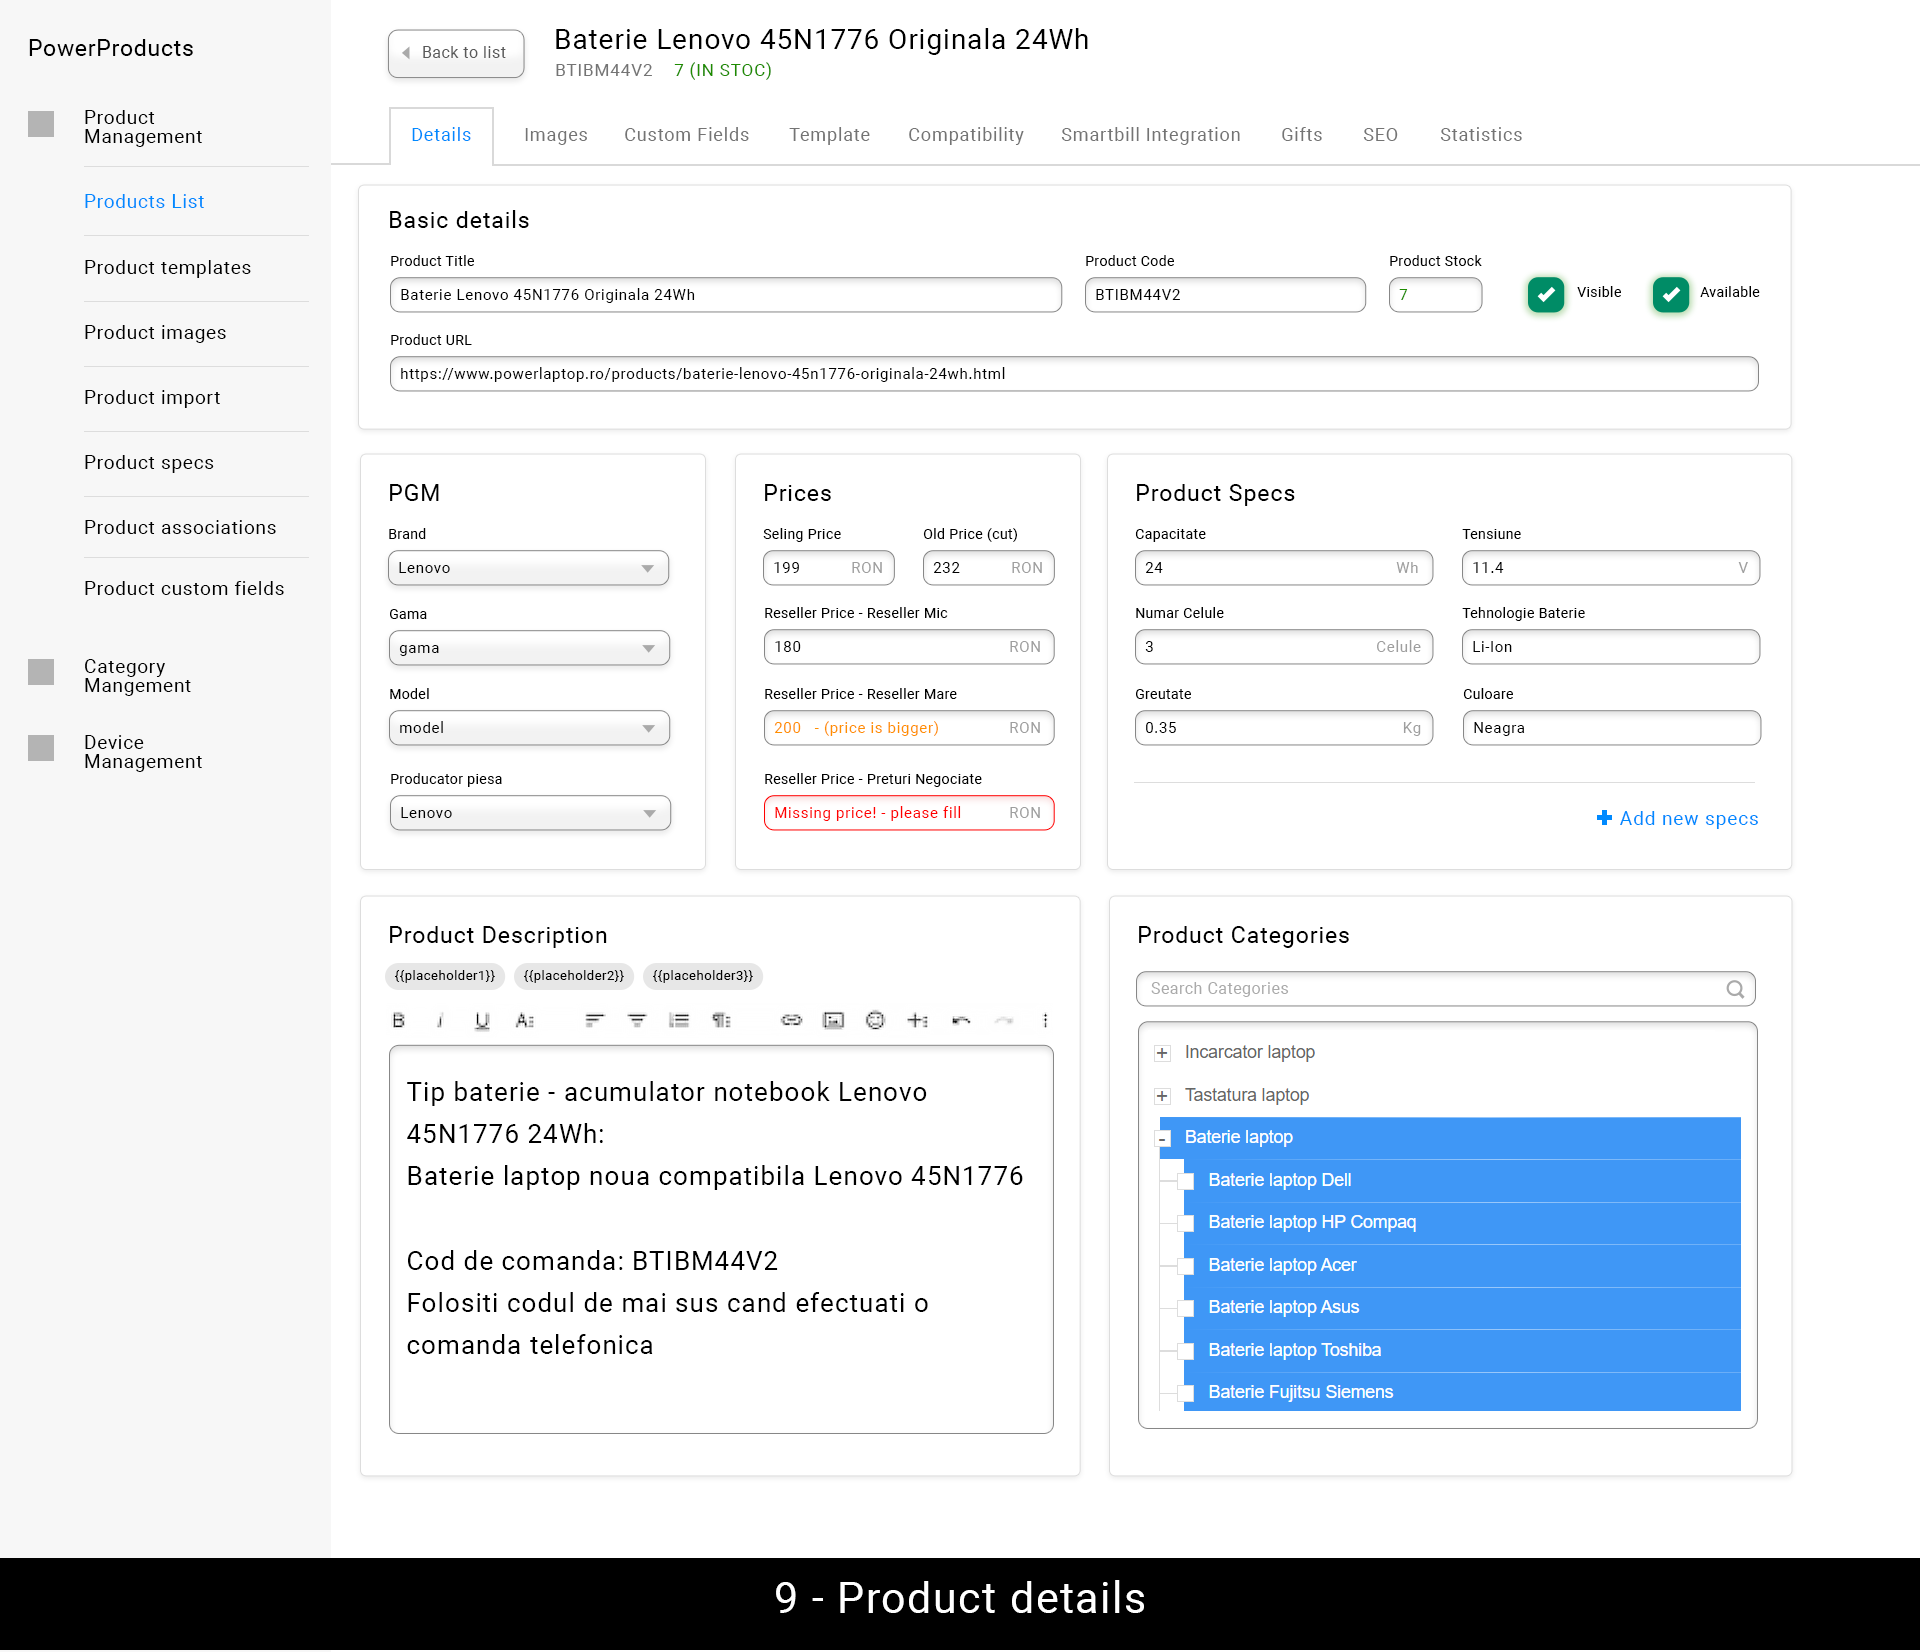 PowerProducts
Product
Management
Products List
Product templates
Product images
Product import
Product specs
Product associations
Product custom fields
Category
Mangement
Device
Management
Back to list
Baterie Lenovo 45N1776 Originala 24Wh
BTIBM44V2 7 (IN STOC)
Details Images Custom Fields Template Compatibility Smartbill Integration Gifts SEO Statistics
Basic details
Product Title Product Code Product Stock
Baterie Lenovo 45N1776 Originala 24Wh BTIBM44V2 7 Visible Available
Product URL
https://www.powerlaptop.ro/products/baterie-lenovo-45n1776-originala-24wh.html
PGM
Brand
Lenovo
Gama
gama
Model
model
Producator piesa
Lenovo
Prices
Seling Price Old Price (cut)
199 RON 232 RON
Reseller Price - Reseller Mic
180 RON
Reseller Price - Reseller Mare
200 - (price is bigger) RON
Reseller Price - Preturi Negociate
Missing price! - please fill RON
Product Specs
Capacitate Tensiune
24 Wh 11.4 V
Numar Celule Tehnologie Baterie
3 Celule Li-Ion
Greutate Culoare
0.35 Kg Neagra
Add new specs
Product Description
{{placeholder1}} {{placeholder2}} {{placeholder3}}
Tip baterie - acumulator notebook Lenovo
45N1776 24Wh:
Baterie laptop noua compatibila Lenovo 45N1776
Cod de comanda: BTIBM44V2
Folositi codul de mai sus cand efectuati o
comanda telefonica
Product Categories
Search Categories
Incarcator laptop
Tastatura laptop
Baterie laptop
Baterie laptop Dell
Baterie laptop HP Compaq
Baterie laptop Acer
Baterie laptop Asus
Baterie laptop Toshiba
Baterie Fujitsu Siemens
9 - Product details